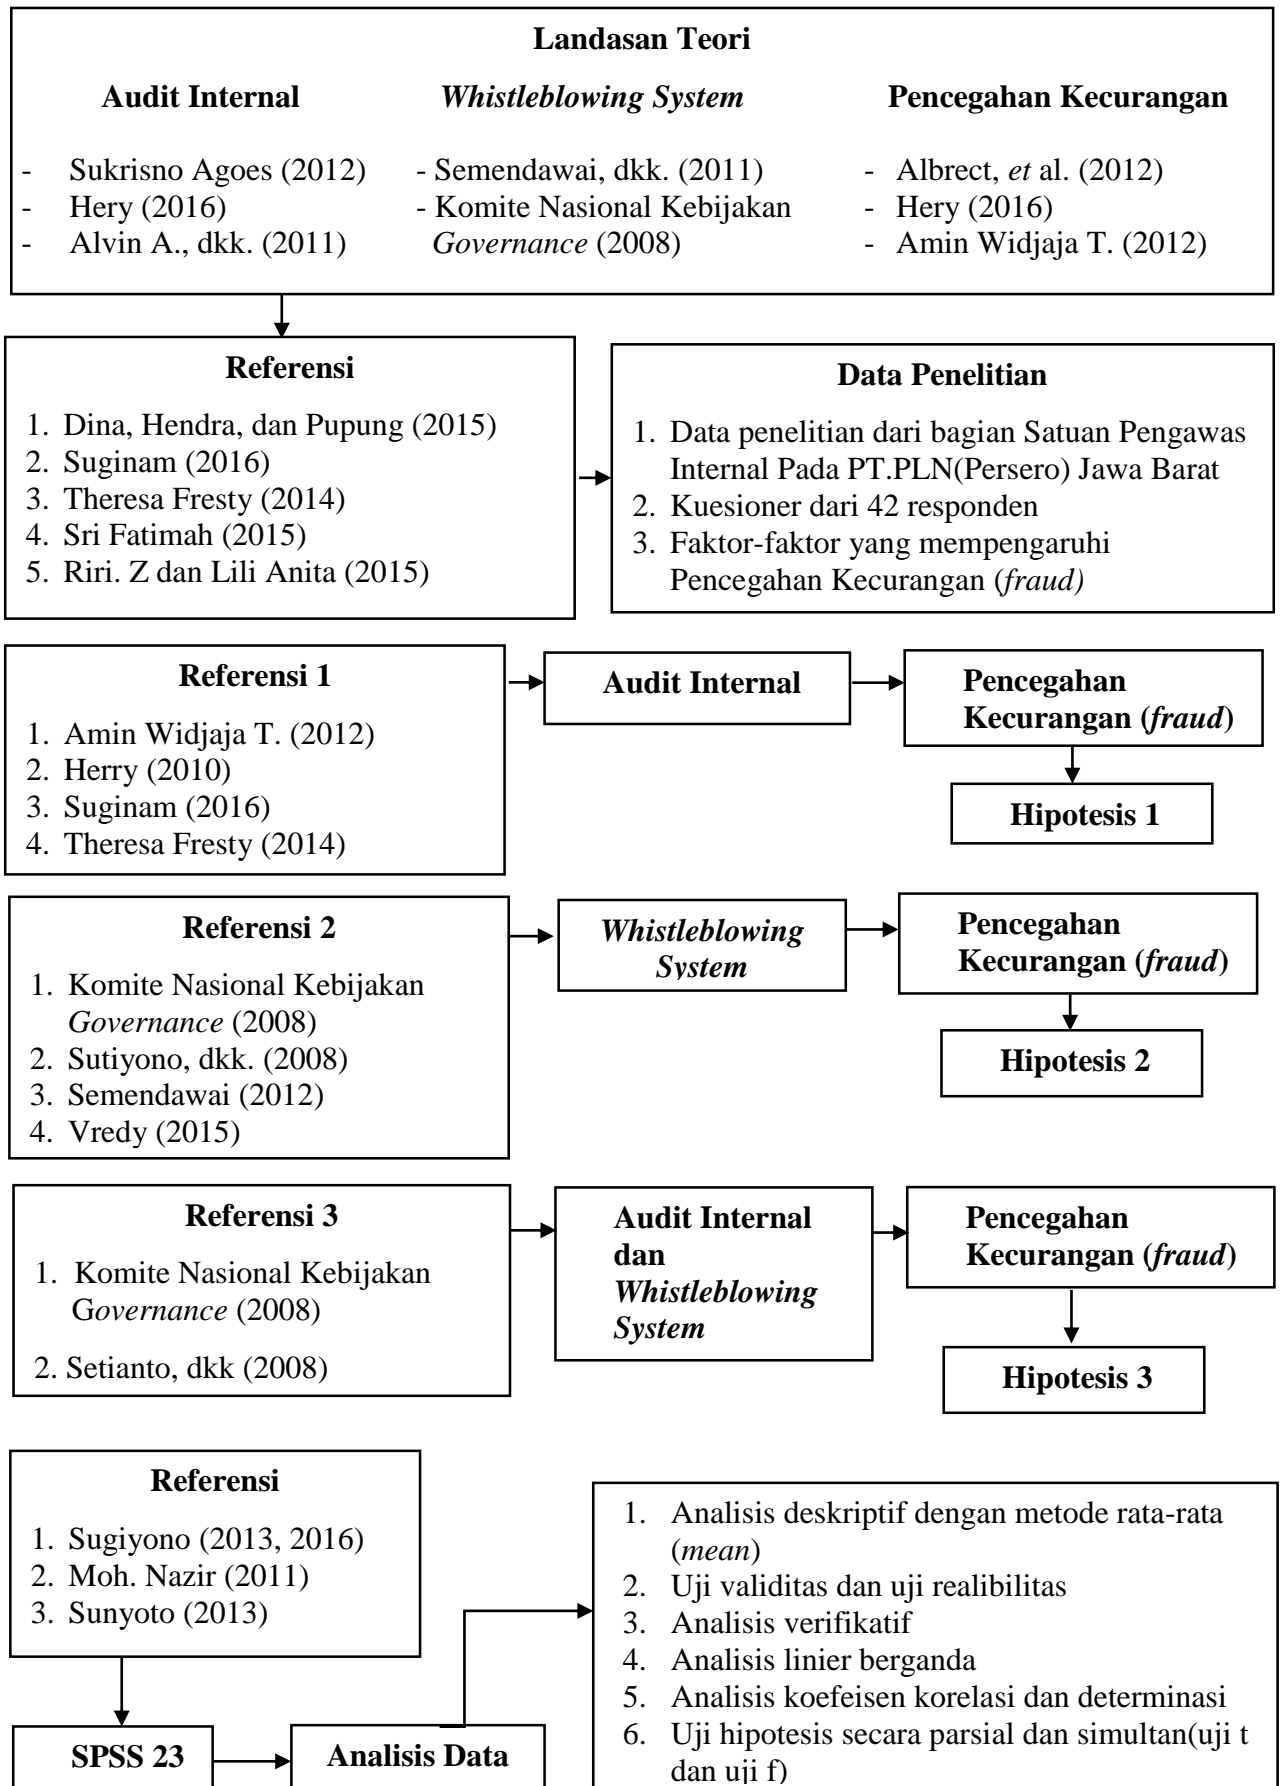 Landasan Teori
Audit Internal
- Sukrisno Agoes (2012)
- Hery (2016)
- Alvin A., dkk. (2011)
Whistleblowing System
- Semendawai, dkk. (2011)
- Komite Nasional Kebijakan
Governance (2008)
Pencegahan Kecurangan
- Albrect, et al. (2012)
- Hery (2016)
- Amin Widjaja T. (2012)
Referensi
1. Dina, Hendra, dan Pupung (2015)
2. Suginam (2016)
3. Theresa Fresty (2014)
4. Sri Fatimah (2015)
5. Riri. Z dan Lili Anita (2015)
Data Penelitian
1. Data penelitian dari bagian Satuan Pengawas
Internal Pada PT.PLN(Persero) Jawa Barat
2. Kuesioner dari 42 responden
3. Faktor-faktor yang mempengaruhi
Pencegahan Kecurangan (fraud)
Referensi 1
1. Amin Widjaja T. (2012)
2. Herry (2010)
3. Suginam (2016)
4. Theresa Fresty (2014)
Audit Internal
Pencegahan
Kecurangan (fraud)
Hipotesis 1
Referensi 2
1. Komite Nasional Kebijakan
Governance (2008)
2. Sutiyono, dkk. (2008)
3. Semendawai (2012)
4. Vredy (2015)
Whistleblowing
System
Pencegahan
Kecurangan (fraud)
Hipotesis 2
Referensi 3
1. Komite Nasional Kebijakan
Governance (2008)
2. Setianto, dkk (2008)
Audit Internal
dan
Whistleblowing
System
Pencegahan
Kecurangan (fraud)
Hipotesis 3
Referensi
1. Sugiyono (2013, 2016)
2. Moh. Nazir (2011)
3. Sunyoto (2013)
SPSS 23
Analisis Data
1. Analisis deskriptif dengan metode rata-rata
(mean)
2. Uji validitas dan uji realibilitas
3. Analisis verifikatif
4. Analisis linier berganda
5. Analisis koefeisen korelasi dan determinasi
6. Uji hipotesis secara parsial dan simultan(uji t
dan uji f)